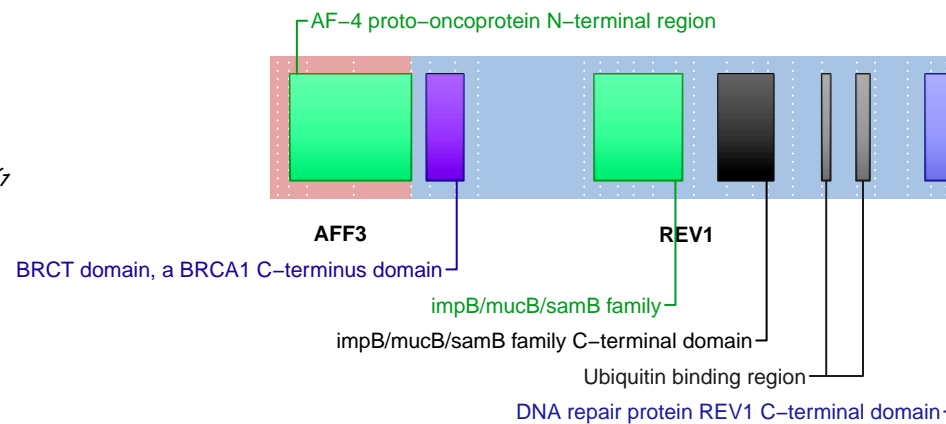 AF−4 proto−oncoprotein N−terminal region
AFF3
REV1
BRCT domain, a BRCA1 C−terminus domain
impB/mucB/samB family
impB/mucB/samB family C−terminal domain
Ubiquitin binding region
DNA repair protein REV1 C−terminal domain